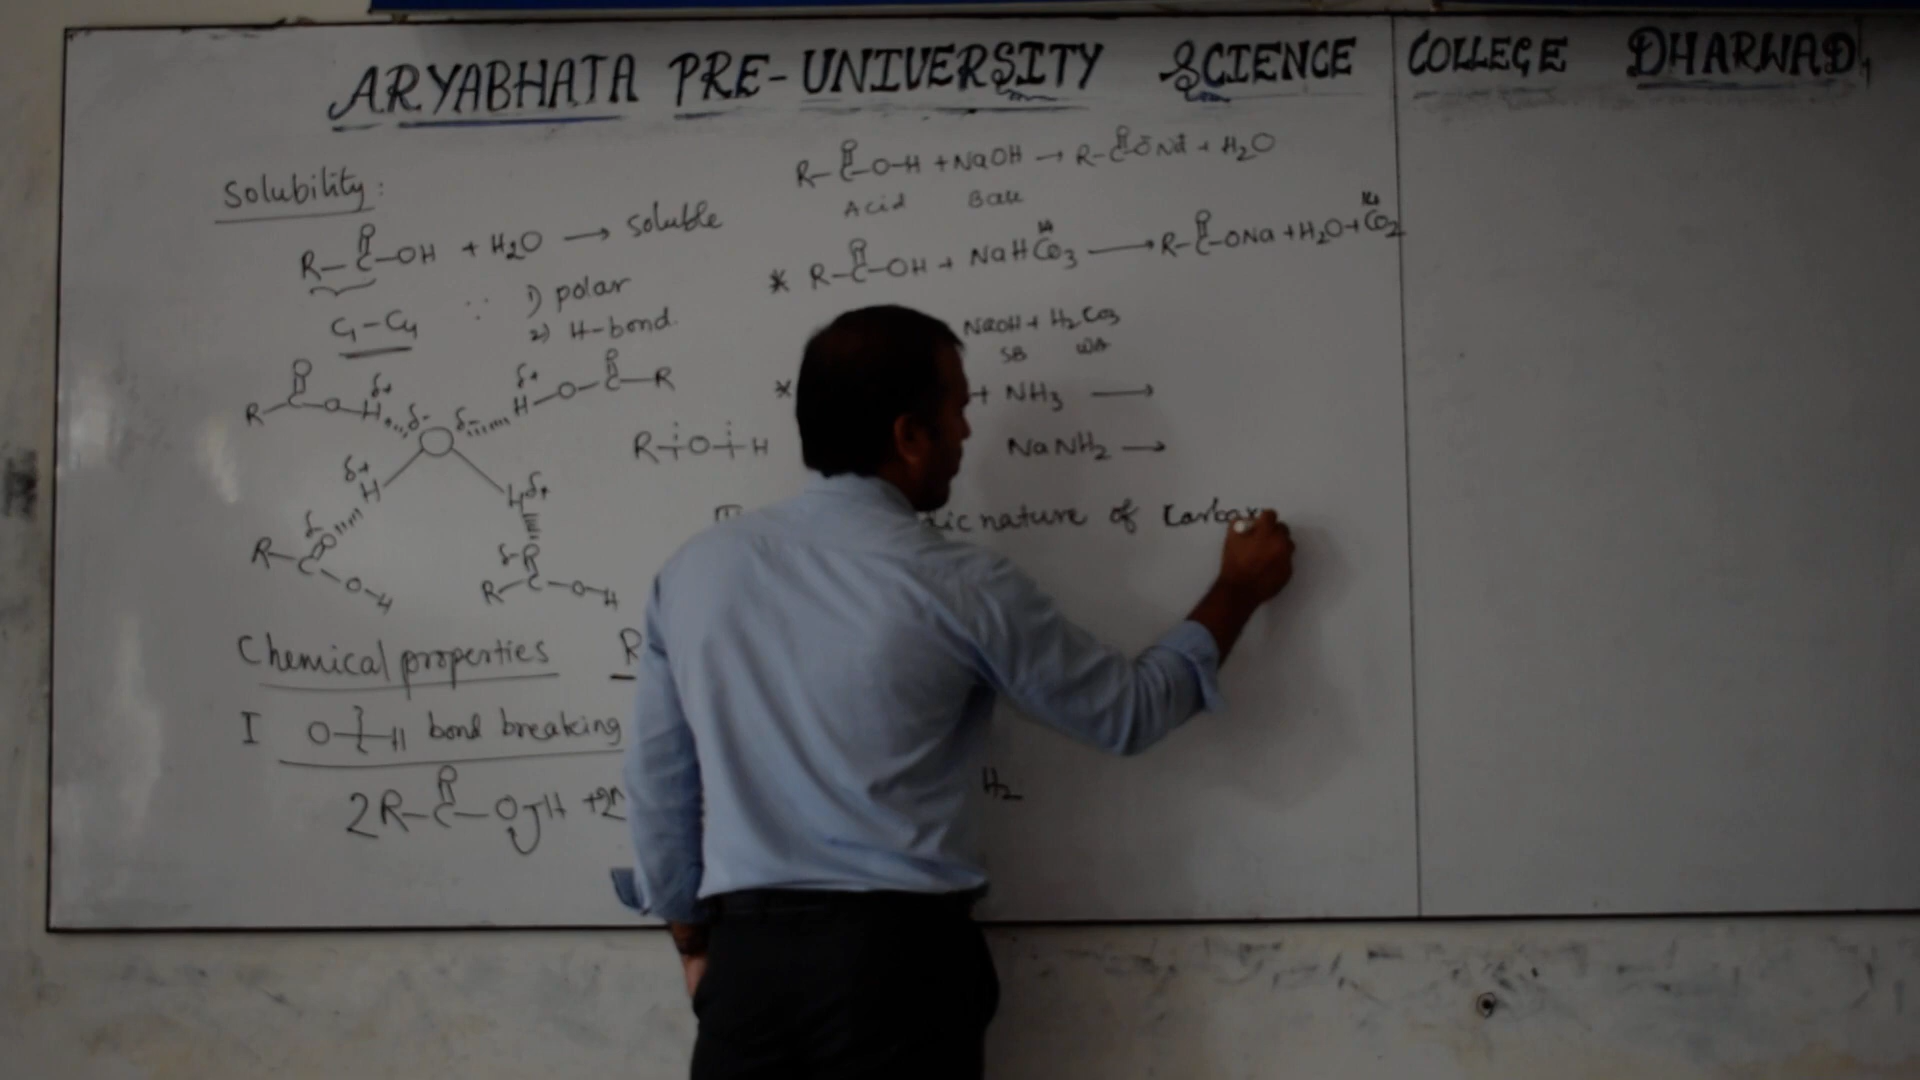 ARYABHATA PRE-UNIVERSITY SCIENCE COLLEGE DHARWAD,
Solubility:
R-C-OH + H2O → soluble
O
C1-C4
∵ 1) polar
2) H-bond.
R C O O-H δ+ δ-
δ- δ+ H-O-C-R
O
δ+ H
H δ+
R-C O O-H
δ- O
R C-O-H
Chemical properties R
I O-H bond breaking
2R-C-O-H +2
O
H2
R-C-O-H + NaOH → R-C-ONa + H2O
O O
Acid Base
* R-C-OH + NaHCO3 → R-C-ONa + H2O + CO2
O O
14 14
NaOH + H2CO3
SB WA
* + NH3 →
R-O-H
NaNH2 →
nature of Carbox